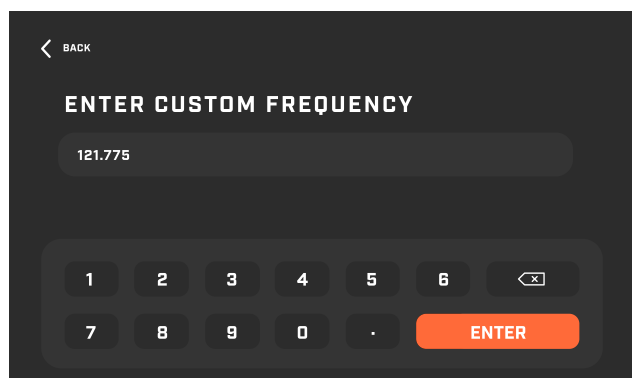 BACK
ENTER CUSTOM FREQUENCY
121.775
1 2 3 4 5 6
7 8 9 0 . ENTER